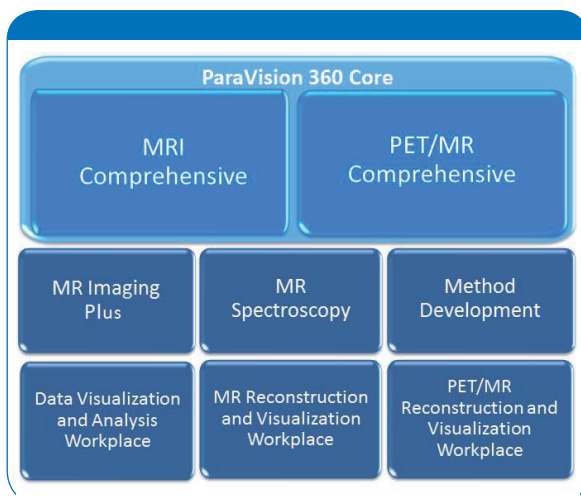 ParaVision 360 Core
MRI
Comprehensive
PET/MR
Comprehensive
MR Imaging
Plus
MR
Spectroscopy
Method
Development
Data Visualization
and Analysis
Workplace
MR Reconstruction
and Visualization
Workplace
PET/MR
Reconstruction and
Visualization
Workplace